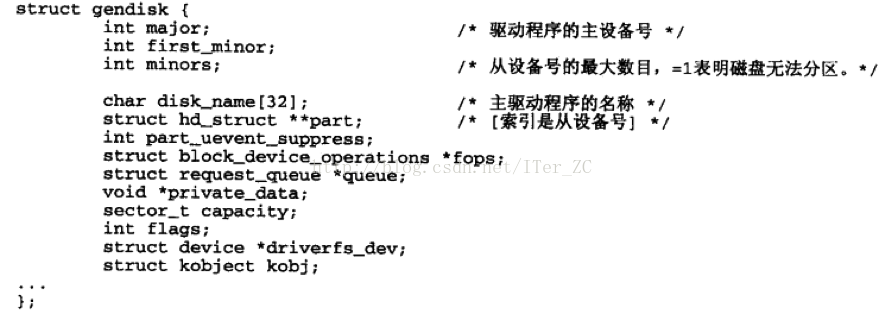 struct gendisk {
int major; /* 驱动程序的主设备号 */
int first_minor;
int minors; /* 从设备号的最大数目，=1表明磁盘无法分区。*/
char disk_name[32]; /* 主驱动程序的名称 */
struct hd_struct **part; /* [索引是从设备号] */
int part_uevent_suppress;
struct block_device_operations *fops;
http://blog.csdn.net/ITer_ZC
struct request_queue *queue;
void *private_data;
sector_t capacity;
int flags;
struct device *driverfs_dev;
struct kobject kobj;
...
};